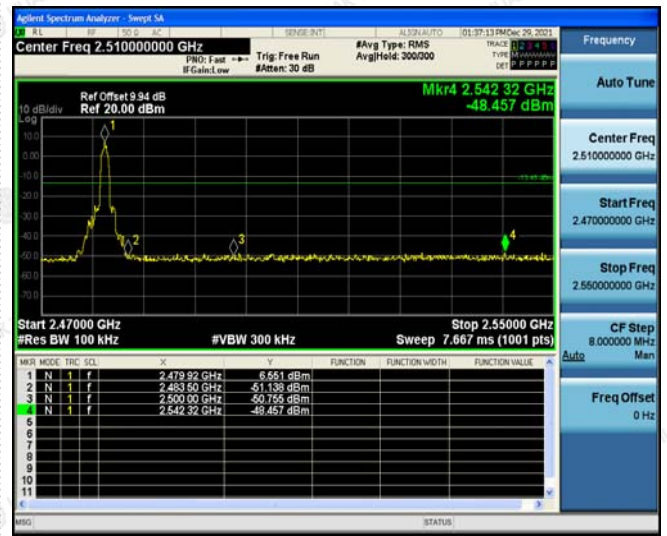 Agilent Spectrum Analyzer - Swept SA
RL RF 50 Ω AC SENSE:INT ALIGN AUTO 01:37:13 PM Dec 29, 2021
Center Freq 2.510000000 GHz
PNO: Fast Trig: Free Run
IFGain:Low #Atten: 30 dB
#Avg Type: RMS
Avg|Hold: 300/300
TRACE 1 2 3 4 5 6
TYPE M
DET P P P P P P
Frequency
Auto Tune
Center Freq
2.510000000 GHz
Start Freq
2.470000000 GHz
Stop Freq
2.550000000 GHz
CF Step
8.000000 MHz
Auto Man
Freq Offset
0 Hz
Mkr4 2.542 32 GHz
-48.457 dBm
Ref Offset 9.94 dB
10 dB/div Ref 20.00 dBm
Log
10.0
0.00
-10.0
-20.0
-30.0
-40.0
-50.0
-60.0
-70.0
1
2
3
4
Start 2.47000 GHz Stop 2.55000 GHz
#Res BW 100 kHz #VBW 300 kHz Sweep 7.667 ms (1001 pts)
MKR MODE TRC SCL X Y FUNCTION FUNCTION WIDTH FUNCTION VALUE
1 N 1 f 2.479 92 GHz 6.551 dBm
2 N 1 f 2.483 50 GHz -51.138 dBm
3 N 1 f 2.500 00 GHz -50.755 dBm
4 N 1 f 2.542 32 GHz -48.457 dBm
5
6
7
8
9
10
11
MSG STATUS